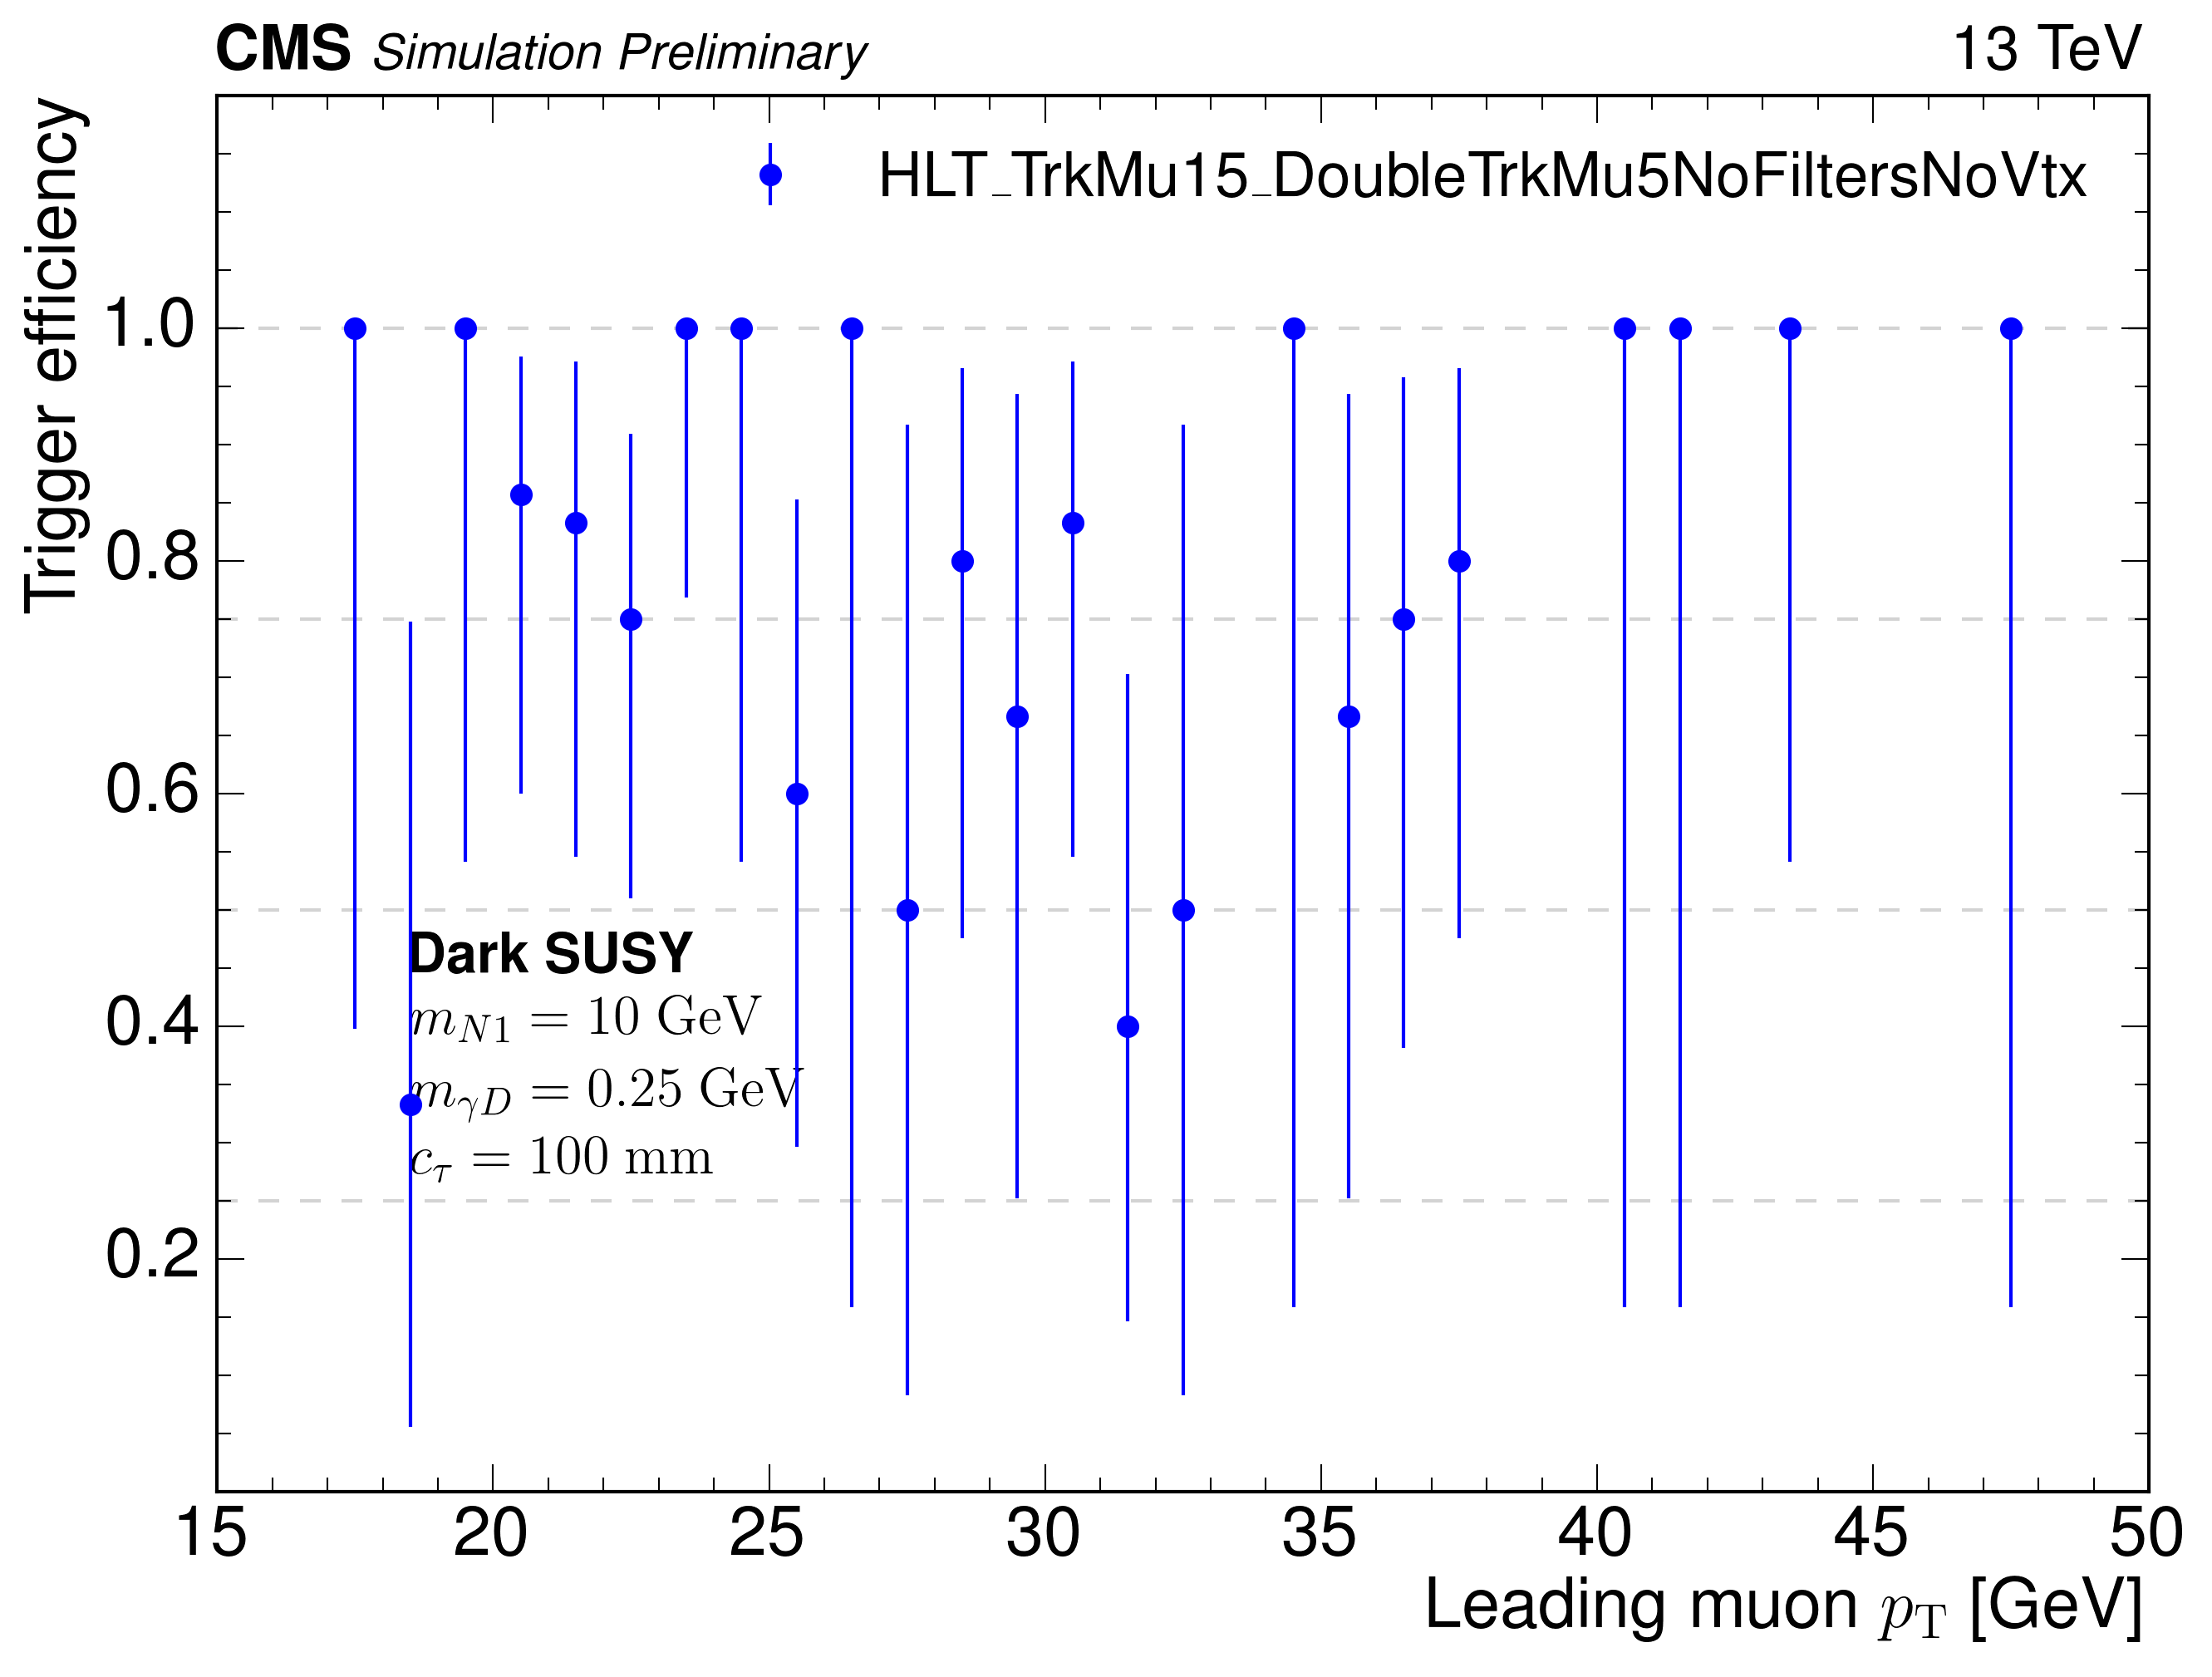 CMS Simulation Preliminary 13 TeV
Trigger efficiency
HLT_TrkMu15_DoubleTrkMu5NoFiltersNoVtx
1.0
0.8
0.6
0.4
0.2
Dark SUSY
m_{N1} = 10 GeV
m_{γD} = 0.25 GeV
c_τ = 100 mm
15 20 25 30 35 40 45 50
Leading muon p_T [GeV]